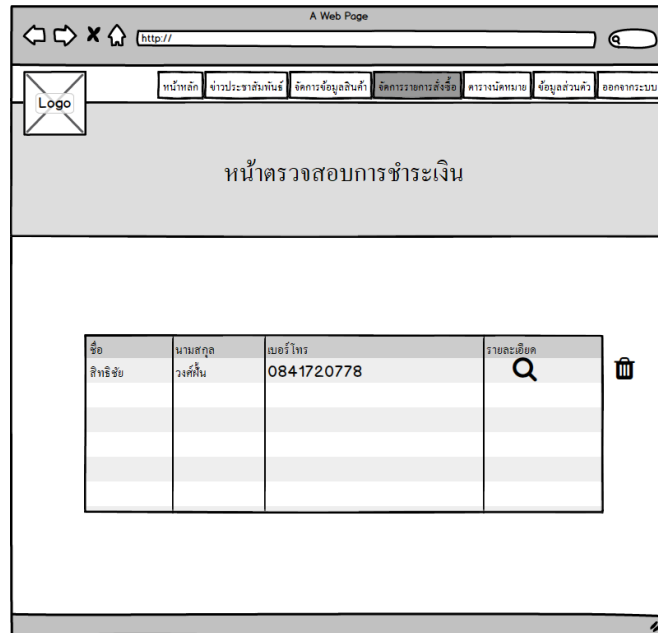 A Web Page
http://
Logo
หน้าหลัก ข่าวประชาสัมพันธ์ จัดการข้อมูลสินค้า จัดการรายการสั่งซื้อ ตารางนัดหมาย ข้อมูลส่วนตัว ออกจากระบบ
หน้าตรวจสอบการชำระเงิน
ชื่อ นามสกุล เบอร์โทร รายละเอียด
สิทธิชัย วงศ์ฝั้น 0841720778